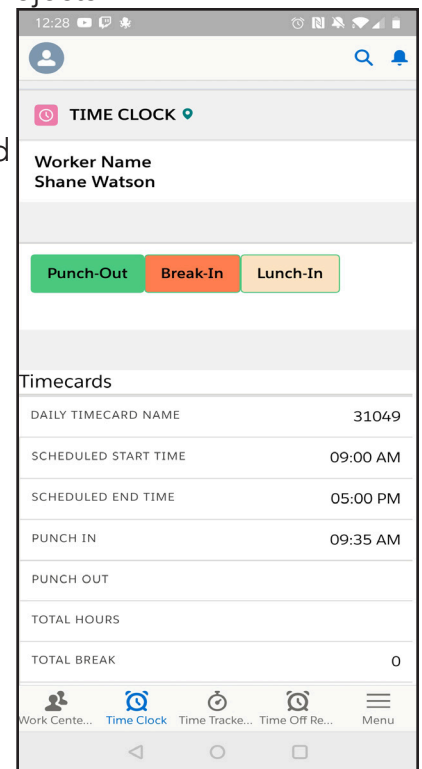 ojects
12:28
TIME CLOCK
d
Worker Name
Shane Watson
Punch-Out Break-In Lunch-In
Timecards
DAILY TIMECARD NAME 31049
SCHEDULED START TIME 09:00 AM
SCHEDULED END TIME 05:00 PM
PUNCH IN 09:35 AM
PUNCH OUT
TOTAL HOURS
TOTAL BREAK 0
Work Cente... Time Clock Time Tracke... Time Off Re... Menu